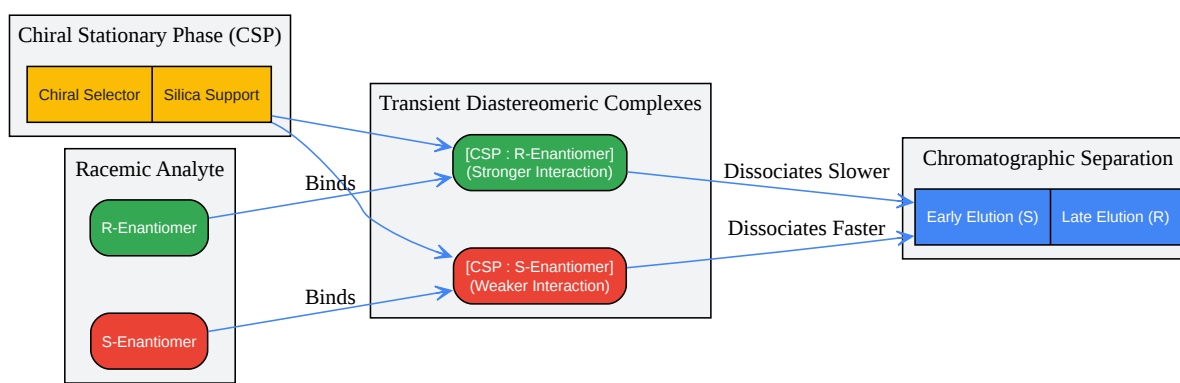 Chiral Stationary Phase (CSP)
Chiral Selector
Silica Support
Racemic Analyte
R-Enantiomer
S-Enantiomer
Binds
Binds
Transient Diastereomeric Complexes
[CSP : R-Enantiomer]
(Stronger Interaction)
[CSP : S-Enantiomer]
(Weaker Interaction)
Dissociates Slower
Dissociates Faster
Chromatographic Separation
Early Elution (S)
Late Elution (R)